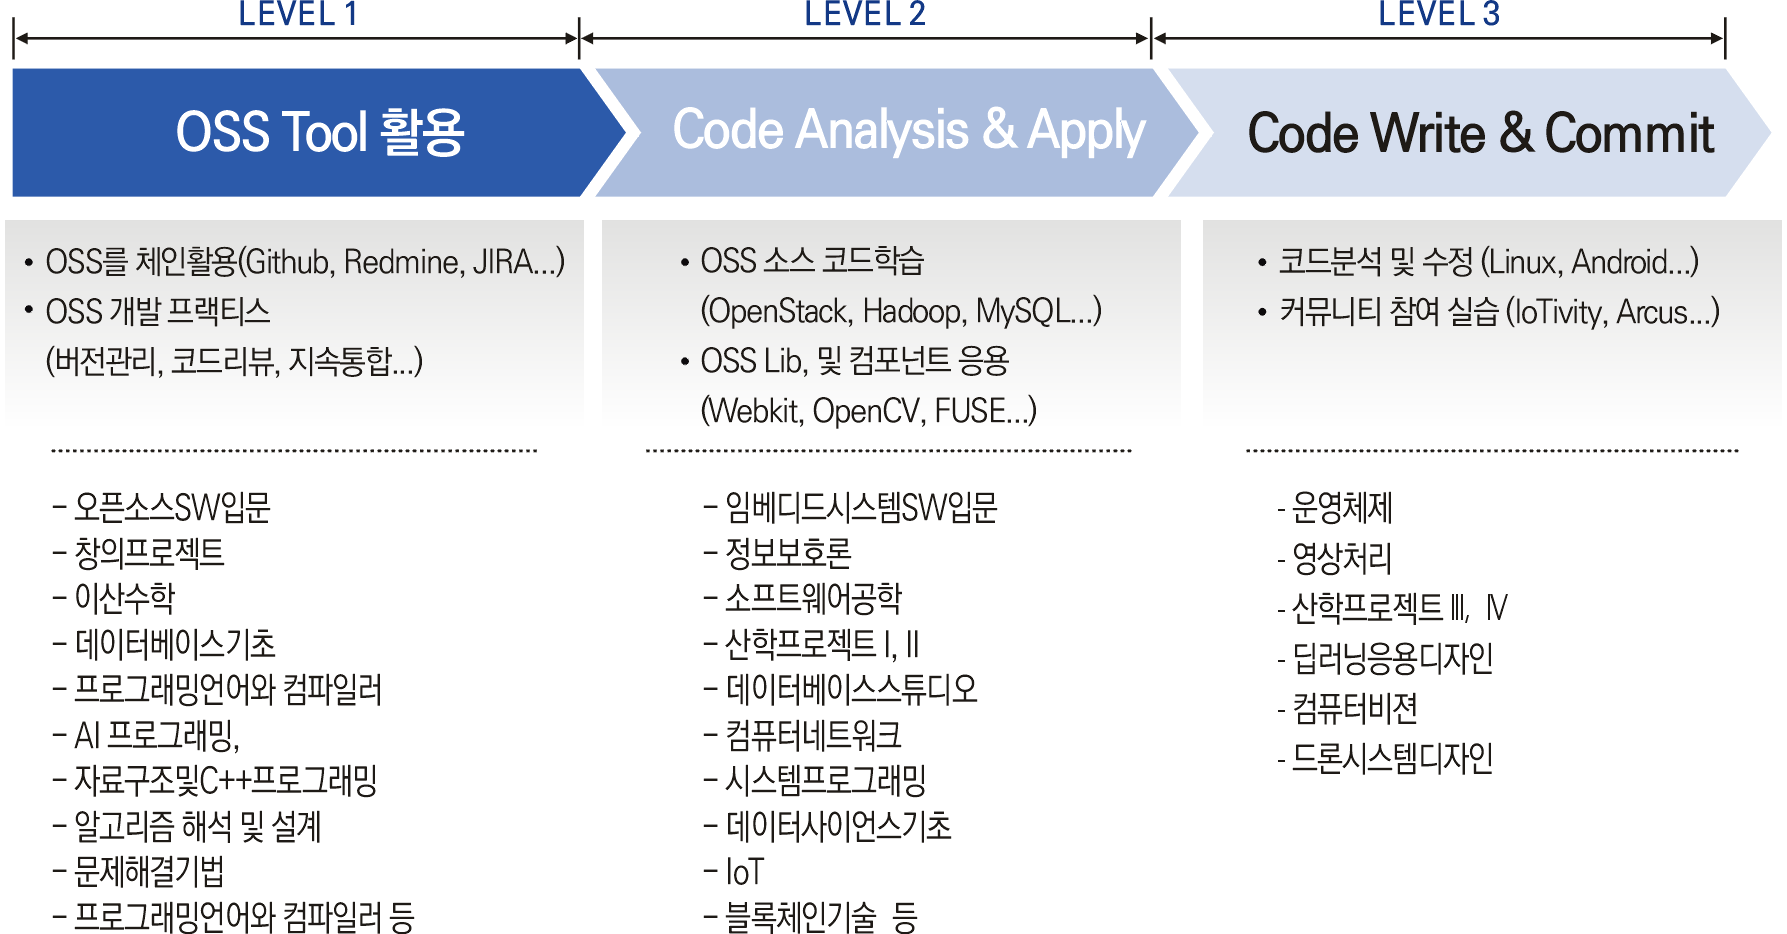 LEVEL 1
OSS Tool 활용
• OSS를 체인활용(Github, Redmine, JIRA...)
• OSS 개발 프랙티스
(버전관리, 코드리뷰, 지속통합...)
– 오픈소스SW입문
– 창의프로젝트
– 이산수학
– 데이터베이스기초
– 프로그래밍언어와 컴파일러
– AI 프로그래밍,
– 자료구조및C++프로그래밍
– 알고리즘 해석 및 설계
– 문제해결기법
– 프로그래밍언어와 컴파일러 등
LEVEL 2
Code Analysis & Apply
• OSS 소스 코드학습
(OpenStack, Hadoop, MySQL...)
• OSS Lib, 및 컴포넌트 응용
(Webkit, OpenCV, FUSE...)
– 임베디드시스템SW입문
– 정보보호론
– 소프트웨어공학
– 산학프로젝트 I, II
– 데이터베이스스튜디오
– 컴퓨터네트워크
– 시스템프로그래밍
– 데이터사이언스기초
– IoT
– 블록체인기술 등
LEVEL 3
Code Write & Commit
• 코드분석 및 수정 (Linux, Android...)
• 커뮤니티 참여 실습 (IoTivity, Arcus...)
- 운영체제
- 영상처리
- 산학프로젝트 III, IV
- 딥러닝응용디자인
- 컴퓨터비젼
- 드론시스템디자인